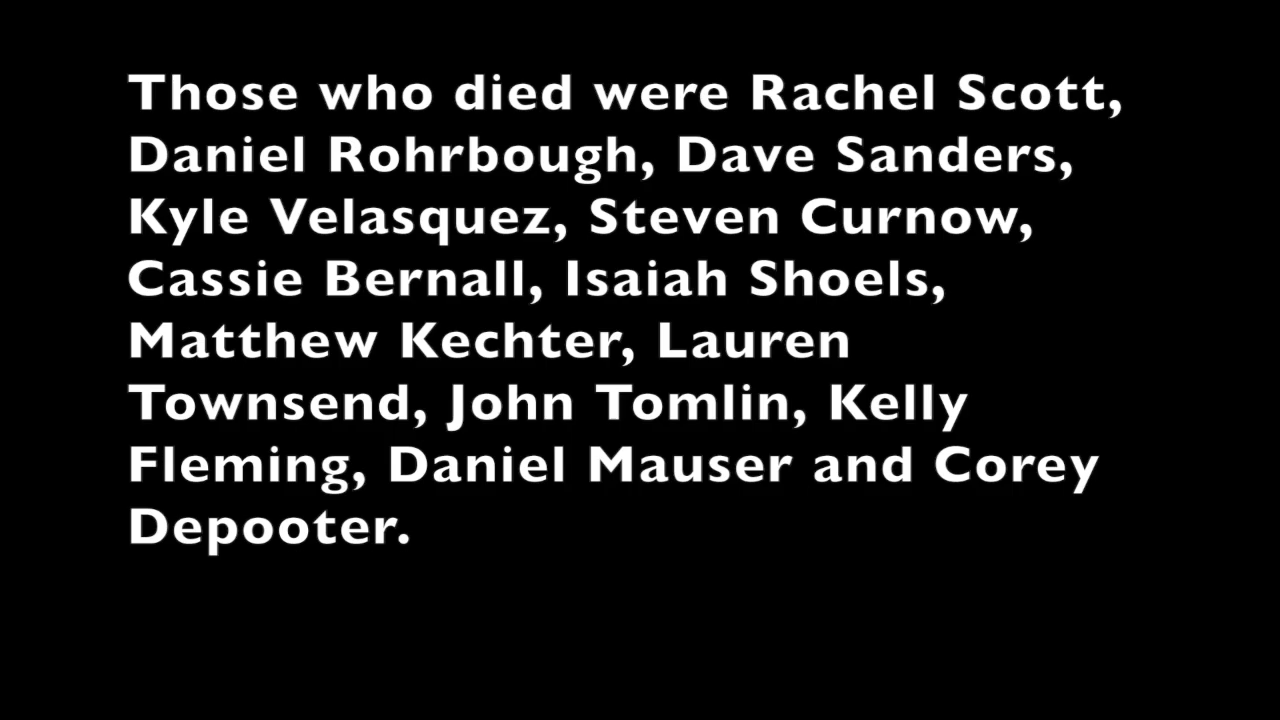 Those who died were Rachel Scott,
Daniel Rohrbough, Dave Sanders,
Kyle Velasquez, Steven Curnow,
Cassie Bernall, Isaiah Shoels,
Matthew Kechter, Lauren
Townsend, John Tomlin, Kelly
Fleming, Daniel Mauser and Corey
Depooter.